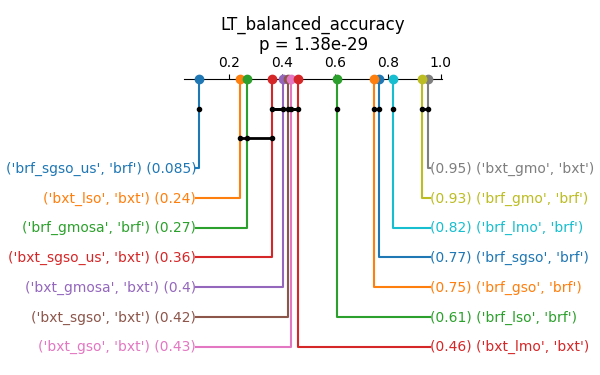 LT_balanced_accuracy
p = 1.38e-29
0.2 0.4 0.6 0.8 1.0
('brf_sgso_us', 'brf') (0.085) (0.95) ('bxt_gmo', 'bxt')
('bxt_lso', 'bxt') (0.24) (0.93) ('brf_gmo', 'brf')
('brf_gmosa', 'brf') (0.27) (0.82) ('brf_lmo', 'brf')
('bxt_sgso_us', 'bxt') (0.36) (0.77) ('brf_sgso', 'brf')
('bxt_gmosa', 'bxt') (0.4) (0.75) ('brf_gso', 'brf')
('bxt_sgso', 'bxt') (0.42) (0.61) ('brf_lso', 'brf')
('bxt_gso', 'bxt') (0.43) (0.46) ('bxt_lmo', 'bxt')